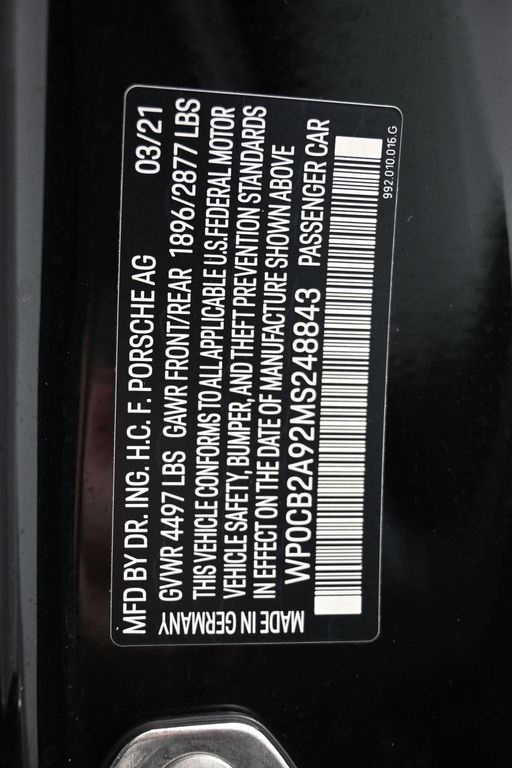 MFD BY DR. ING. H.C. F. PORSCHE AG 03/21
GVWR 4497 LBS GAWR FRONT/REAR 1896/2877 LBS
THIS VEHICLE CONFORMS TO ALL APPLICABLE U.S. FEDERAL MOTOR
VEHICLE SAFETY, BUMPER, AND THEFT PREVENTION STANDARDS
IN EFFECT ON THE DATE OF MANUFACTURE SHOWN ABOVE
WP0CB2A92MS248843 PASSENGER CAR
992.010.016.G
MADE IN GERMANY